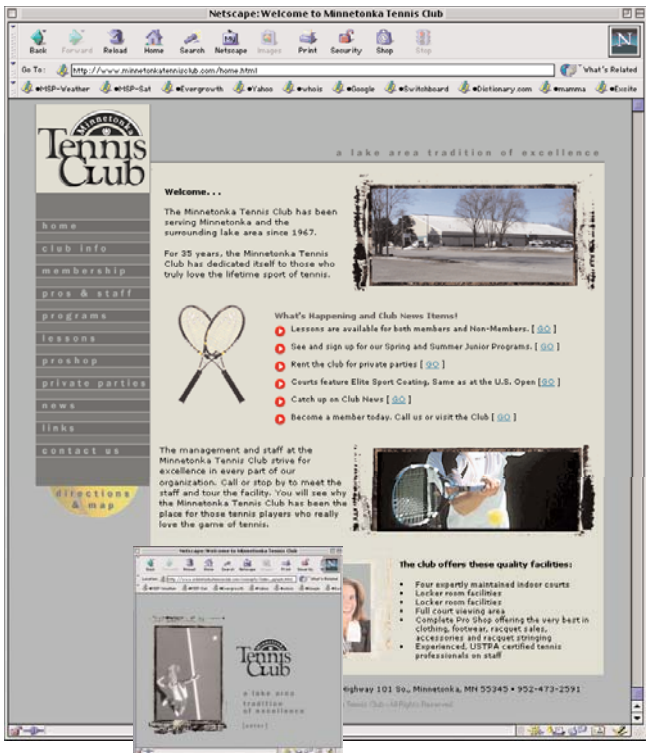 Netscape: Welcome to Minnetonka Tennis Club
Back Forward Reload Home Search Netscape Images Print Security Shop Stop
N
Go To: http://www.minnetonkatennisclub.com/home.html What's Related
MSP-Weather MSP-Sat Evergrowth Yahoo whois Google Switchboard Dictionary.com mamma Excite
Minnetonka
Tennis
Club
a lake area tradition of excellence
Welcome...
The Minnetonka Tennis Club has been
serving Minnetonka and the
surrounding lake area since 1967.
For 35 years, the Minnetonka Tennis
Club has dedicated itself to those who
truly love the lifetime sport of tennis.
home
club info
membership
pros & staff
programs
lessons
proshop
private parties
news
links
contact us
directions
& map
What's Happening and Club News Items!
Lessons are available for both members and Non-Members. [ GO ]
See and sign up for our Spring and Summer Junior Programs. [ GO ]
Rent the club for private parties [ GO ]
Courts feature Elite Sport Coating, Same as at the U.S. Open [GO ]
Catch up on Club News [ GO ]
Become a member today. Call us or visit the Club [ GO ]
The management and staff at the
Minnetonka Tennis Club strive for
excellence in every part of our
organization. Call or stop by to meet the
staff and tour the facility. You will see why
the Minnetonka Tennis Club has been the
place for those tennis players who really
love the game of tennis.
The club offers these quality facilities:
• Four expertly maintained indoor courts
• Locker room facilities
• Locker room facilities
• Full court viewing area
• Complete Pro Shop offering the very best in
clothing, footwear, racquet sales,
accessories and racquet stringing
• Experienced, USTPA certified tennis
professionals on staff
Highway 101 So., Minnetonka, MN 55345 • 952-473-2591
Tennis Club - All Rights Reserved
Netscape: Welcome to Minnetonka Tennis Club
Back Forward Reload Home Search Netscape Images Print Security
What's Related
Minnetonka
Tennis
Club
a lake area
tradition
of excellence
[enter]